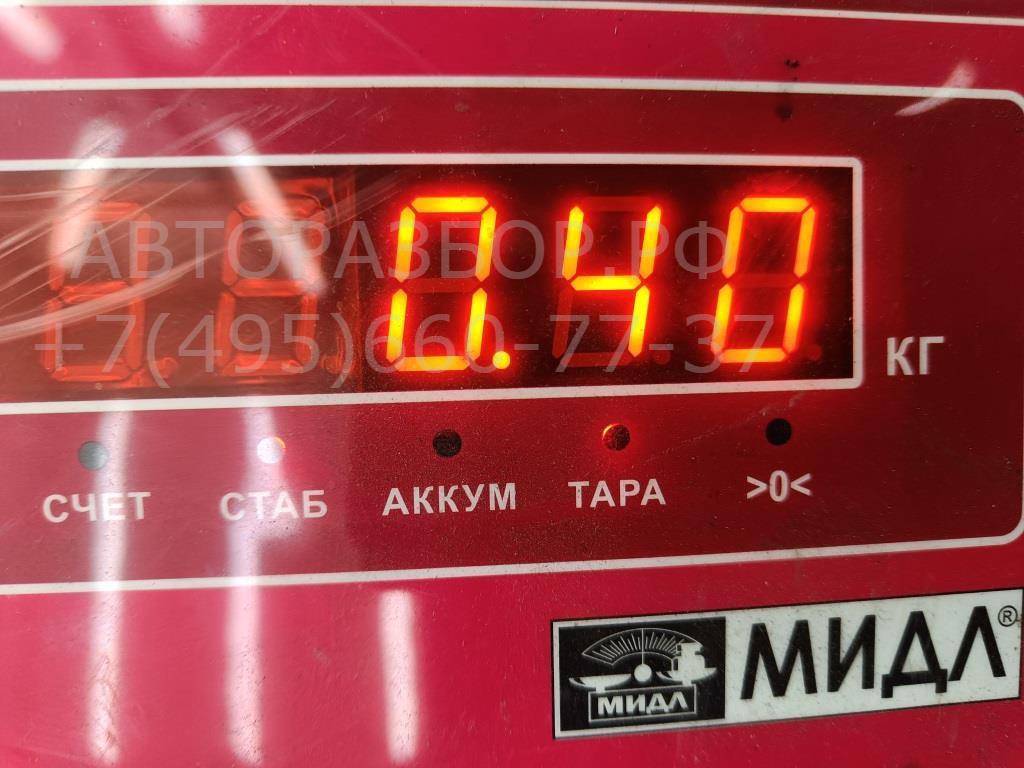 0.40
АВТОРАЗБОР.РФ
+7(495)660-77-37
КГ
СЧЕТ СТАБ АККУМ ТАРА >0<
МИДЛ®
МИДЛ